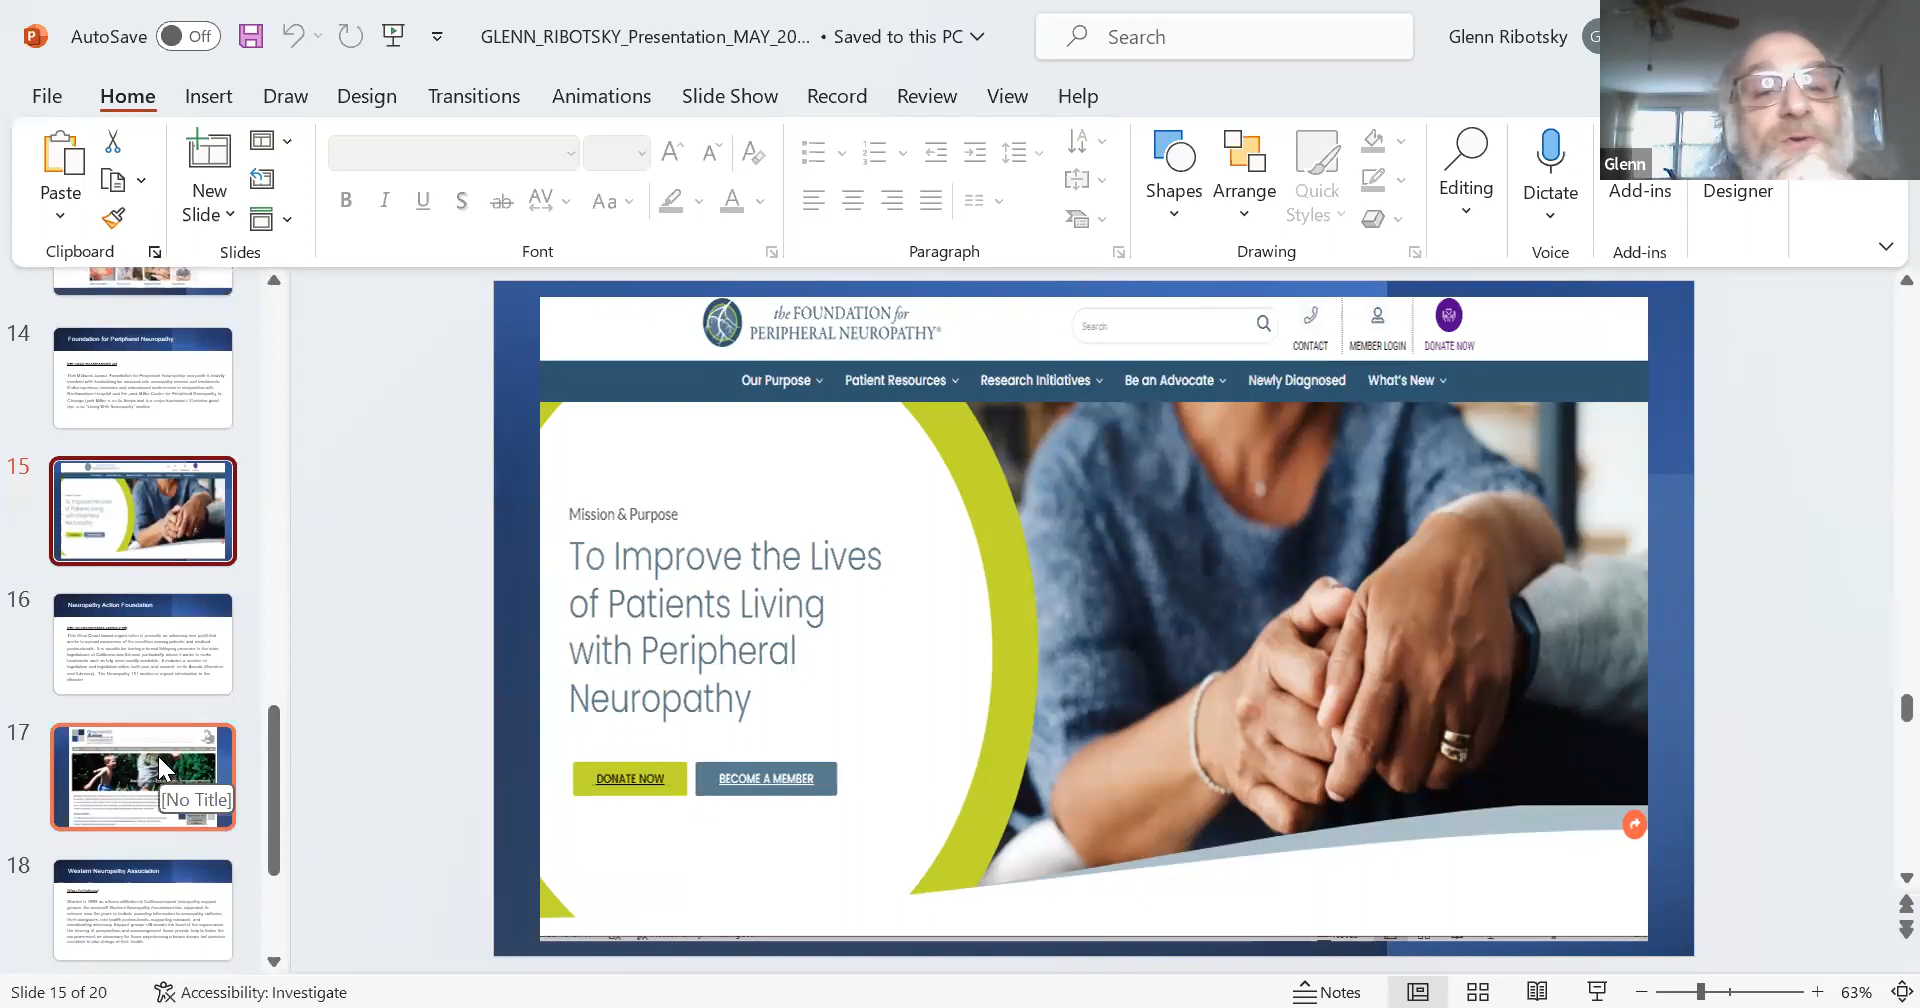 AutoSave Off GLENN_RIBOTSKY_Presentation_MAY_20... • Saved to this PC Search Glenn Ribotsky G
File Home Insert Draw Design Transitions Animations Slide Show Record Review View Help
Glenn
Paste
New
Slide
B I U S ab AV Aa A
Shapes Arrange Quick
Styles
Editing Dictate Add-ins Designer
Clipboard Slides Font Paragraph Drawing Voice Add-ins
14
Foundation for Peripheral Neuropathy
15
16
Neuropathy Action Foundation
17
[No Title]
18
Western Neuropathy Association
the FOUNDATION for
PERIPHERAL NEUROPATHY®
Search
CONTACT MEMBER LOGIN DONATE NOW
Our Purpose Patient Resources Research Initiatives Be an Advocate Newly Diagnosed What's New
Mission & Purpose
To Improve the Lives
of Patients Living
with Peripheral
Neuropathy
DONATE NOW BECOME A MEMBER
Slide 15 of 20 Accessibility: Investigate Notes 63%